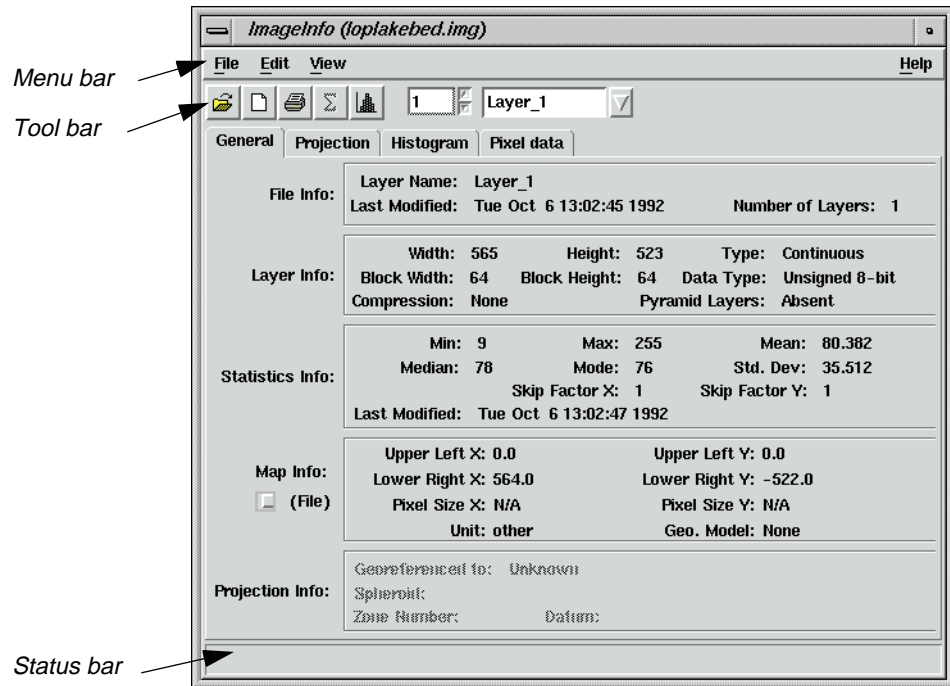 ImageInfo (loplakebed.img)
Menu bar
File Edit View Help
Tool bar
1 Layer_1
General Projection Histogram Pixel data
File Info:
Layer Name: Layer_1
Last Modified: Tue Oct 6 13:02:45 1992 Number of Layers: 1
Layer Info:
Width: 565 Height: 523 Type: Continuous
Block Width: 64 Block Height: 64 Data Type: Unsigned 8-bit
Compression: None Pyramid Layers: Absent
Statistics Info:
Min: 9 Max: 255 Mean: 80.382
Median: 78 Mode: 76 Std. Dev: 35.512
Skip Factor X: 1 Skip Factor Y: 1
Last Modified: Tue Oct 6 13:02:47 1992
Map Info:
(File)
Upper Left X: 0.0 Upper Left Y: 0.0
Lower Right X: 564.0 Lower Right Y: -522.0
Pixel Size X: N/A Pixel Size Y: N/A
Unit: other Geo. Model: None
Projection Info:
Georeferenced to: Unknown
Spheroid:
Zone Number: Datum:
Status bar